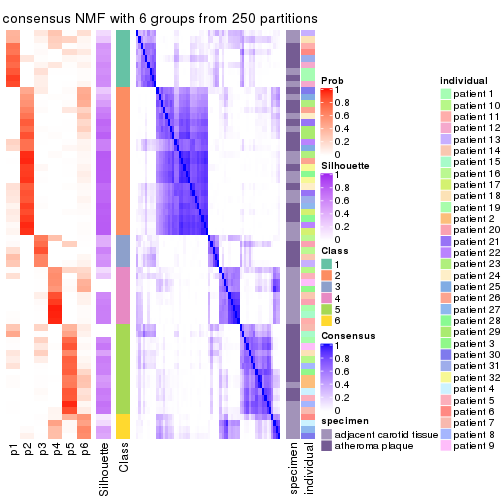 consensus NMF with 6 groups from 250 partitions
Prob
1
0.8
0.6
0.4
0.2
0
Silhouette
1
0.8
0.6
0.4
0.2
0
Class
1
2
3
4
5
6
Consensus
1
0.8
0.6
0.4
0.2
0
specimen
adjacent carotid tissue
atheroma plaque
individual
patient 1
patient 10
patient 11
patient 12
patient 13
patient 14
patient 15
patient 16
patient 17
patient 18
patient 19
patient 2
patient 20
patient 21
patient 22
patient 23
patient 24
patient 25
patient 26
patient 27
patient 28
patient 29
patient 3
patient 30
patient 31
patient 32
patient 4
patient 5
patient 6
patient 7
patient 8
patient 9
p1
p2
p3
p4
p5
p6
Silhouette
Class
specimen
individual